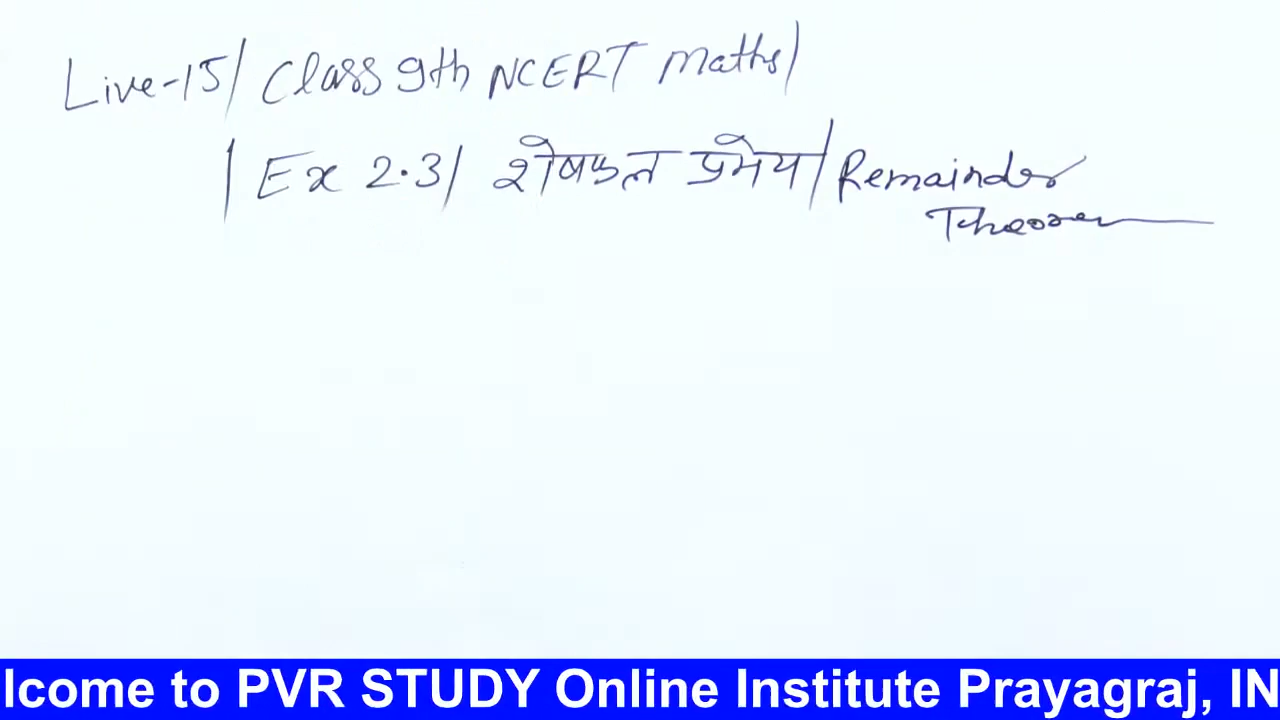 Live-15/ Class 9th NCERT Maths/
/ Ex 2.3/ शेषफल प्रमेय/ Remainder
Theorem
lcome to PVR STUDY Online Institute Prayagraj, IN